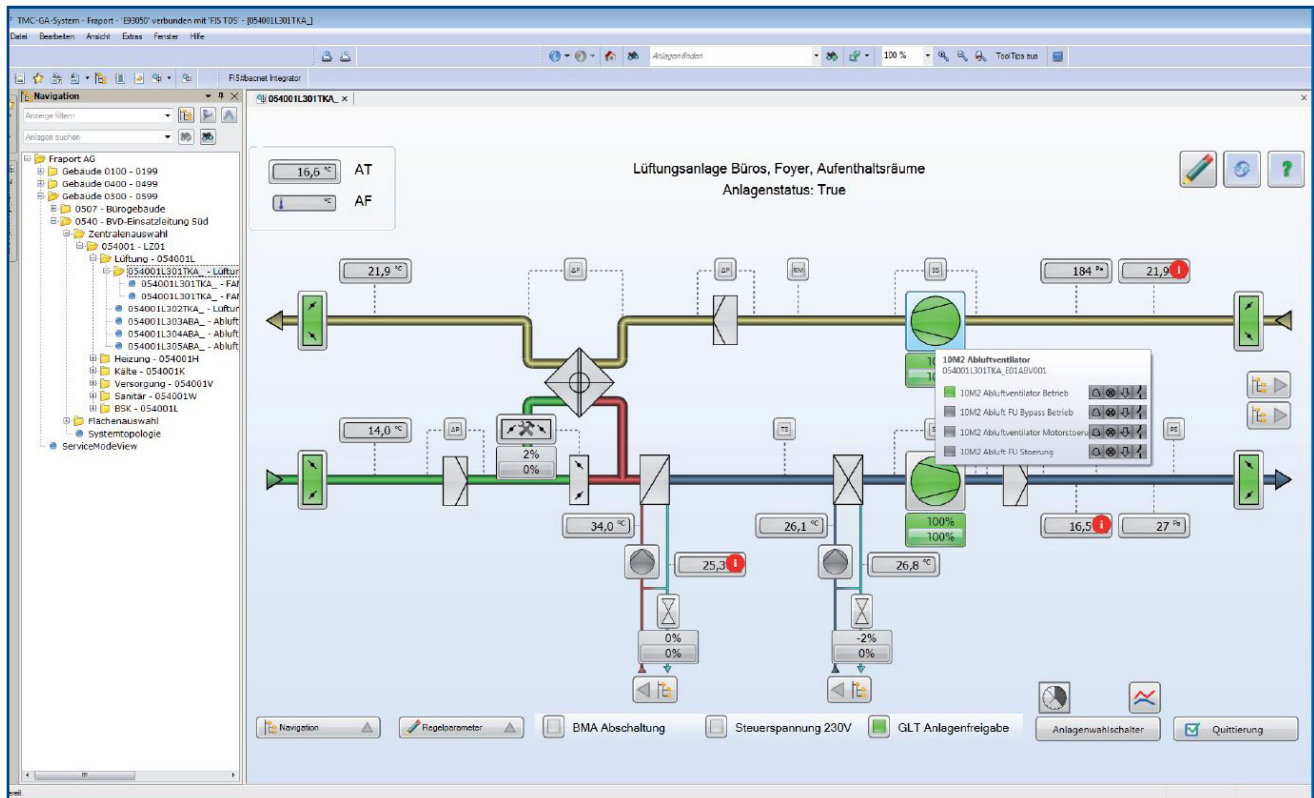 TMC-GA-System - Fraport - 'E93050' verbunden mit 'FIS TDS' - [054001L301TKA_]
Datei Bearbeiten Ansicht Extras Fenster Hilfe
Anlagen finden
100 %
ToolTips aus
FIS#bacnet Integrator
Navigation
054001L301TKA_
Anzeige filtern
Anlagen suchen
Fraport AG
Gebäude 0100 - 0199
Gebäude 0400 - 0499
Gebäude 0500 - 0599
0507 - Bürogebäude
0540 - BVD-Einsatzleitung Süd
Zentralenauswahl
054001 - LZ01
Lüftung - 054001L
054001L301TKA_ - Lüftur
054001L301TKA_ - FAI
054001L301TKA_ - FAI
054001L302TKA_ - Lüftur
054001L303ABA_ - Abluft
054001L304ABA_ - Abluft
054001L305ABA_ - Abluft
Heizung - 054001H
Kälte - 054001K
Versorgung - 054001V
Sanitär - 054001W
BSK - 054001L
Flächenauswahl
Systemtopologie
ServiceModeView
16,6 °C AT
°C AF
Lüftungsanlage Büros, Foyer, Aufenthaltsräume
Anlagenstatus: True
?
21,9 °C
ΔP
ΔP
RM
SS
184 Pa
21,9
i
10M2 Abluftventilator
054001L301TKA_E01ABV001
10M2 Abluftventilator Betrieb
10M2 Abluft FU Bypass Betrieb
10M2 Abluftventilator Motorstoeru
10M2 Abluft FU Stoerung
14,0 °C
ΔP
2%
0%
TS
PS
34,0 °C
26,1 °C
100%
100%
16,5
i
27 Pa
25,3
i
26,8 °C
0%
0%
-2%
0%
Navigation
Regelparameter
BMA Abschaltung
Steuerspannung 230V
GLT Anlagenfreigabe
Anlagenwahlschalter
Quittierung